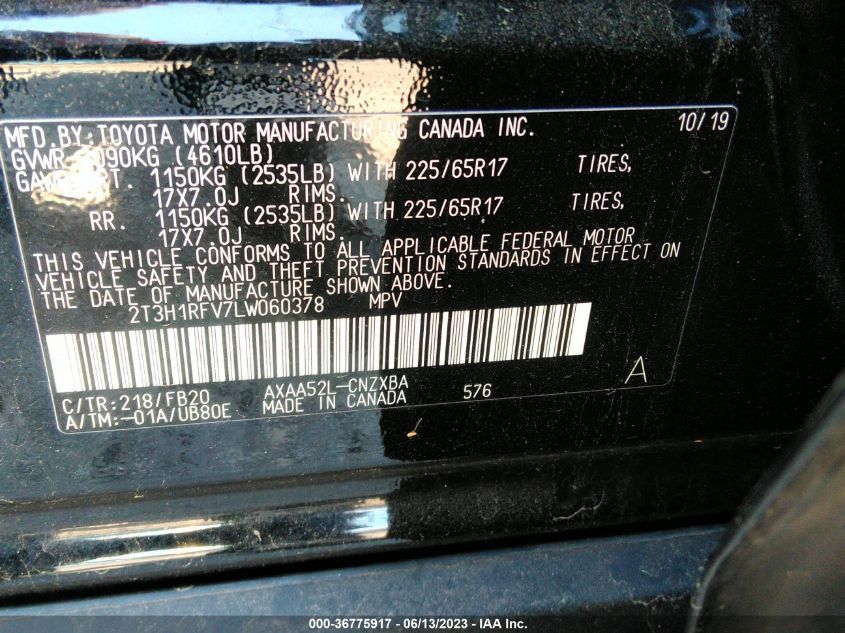 MFD. BY: TOYOTA MOTOR MANUFACTURING CANADA INC. 10/19
GVWR 2090KG (4610LB)
GAWR FRT. 1150KG (2535LB) WITH 225/65R17 TIRES,
17X7.0J RIMS.
RR. 1150KG (2535LB) WITH 225/65R17 TIRES,
17X7.0J RIMS.
THIS VEHICLE CONFORMS TO ALL APPLICABLE FEDERAL MOTOR
VEHICLE SAFETY AND THEFT PREVENTION STANDARDS IN EFFECT ON
THE DATE OF MANUFACTURE SHOWN ABOVE.
2T3H1RFV7LW060378 MPV
C/TR:218/FB20 AXAA52L-CNZXBA 576 A
A/TM:-01A/UB80E MADE IN CANADA
000-36775917 - 06/13/2023 - IAA Inc.